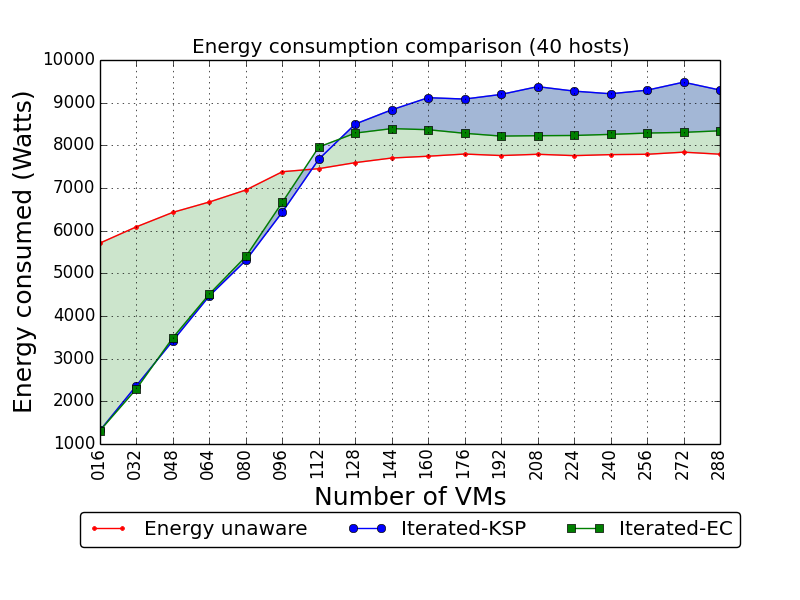 Energy consumption comparison (40 hosts)
Energy consumed (Watts)
10000
9000
8000
7000
6000
5000
4000
3000
2000
1000
016 032 048 064 080 096 112 128 144 160 176 192 208 224 240 256 272 288
Number of VMs
Energy unaware Iterated-KSP Iterated-EC